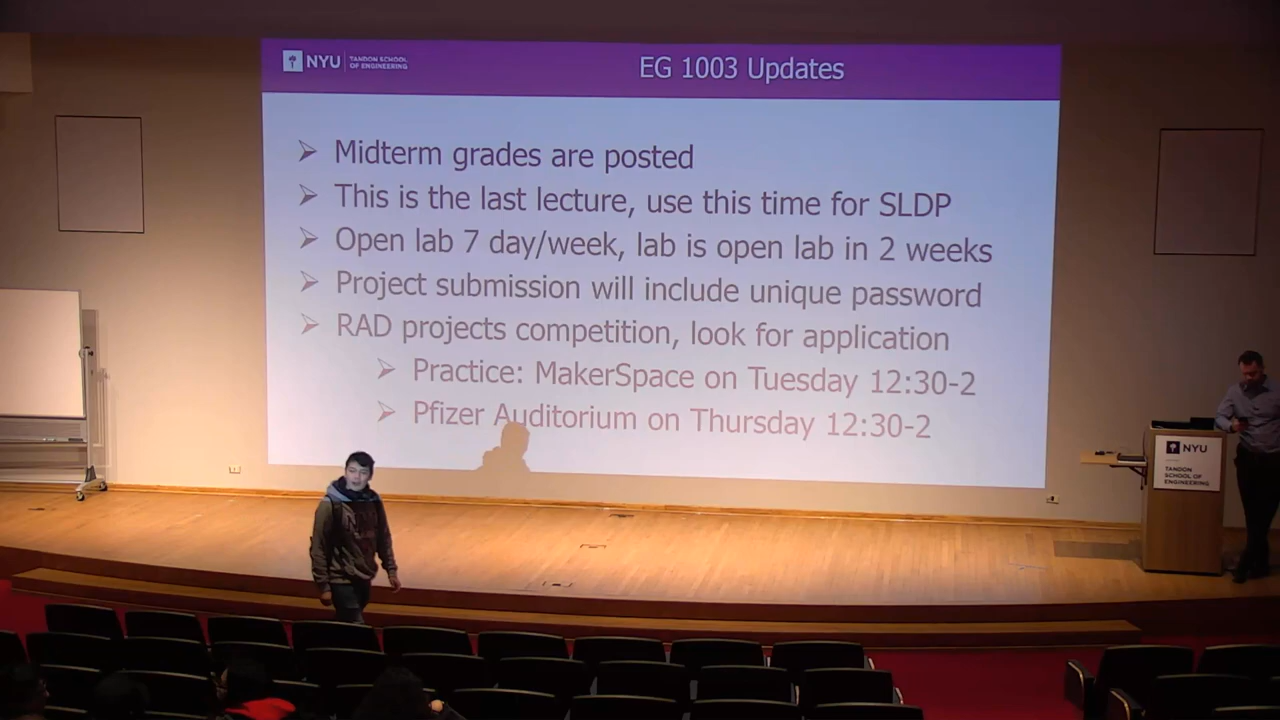 NYU TANDON SCHOOL
OF ENGINEERING
EG 1003 Updates
Midterm grades are posted
This is the last lecture, use this time for SLDP
Open lab 7 day/week, lab is open lab in 2 weeks
Project submission will include unique password
RAD projects competition, look for application
Practice: MakerSpace on Tuesday 12:30-2
Pfizer Auditorium on Thursday 12:30-2
NYU
TANDON
SCHOOL OF
ENGINEERING